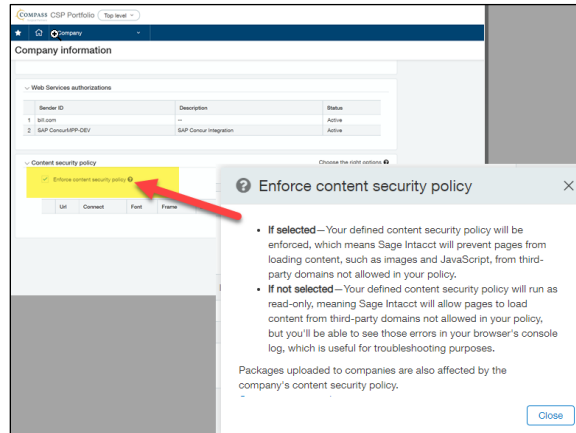 COMPASS CSP Portfolio Top level
Company
Company information
Web Services authorizations
Sender ID Description Status
1 bill.com -- Active
2 SAP ConcurMPP-DEV SAP Concur Integration Active
Content security policy Choose the right options
Enforce content security policy
Url Connect Font Frame
Enforce content security policy
• If selected—Your defined content security policy will be
enforced, which means Sage Intacct will prevent pages from
loading content, such as images and JavaScript, from third-
party domains not allowed in your policy.
• If not selected—Your defined content security policy will run as
read-only, meaning Sage Intacct will allow pages to load
content from third-party domains not allowed in your policy,
but you'll be able to see those errors in your browser's console
log, which is useful for troubleshooting purposes.
Packages uploaded to companies are also affected by the
company's content security policy.
Close